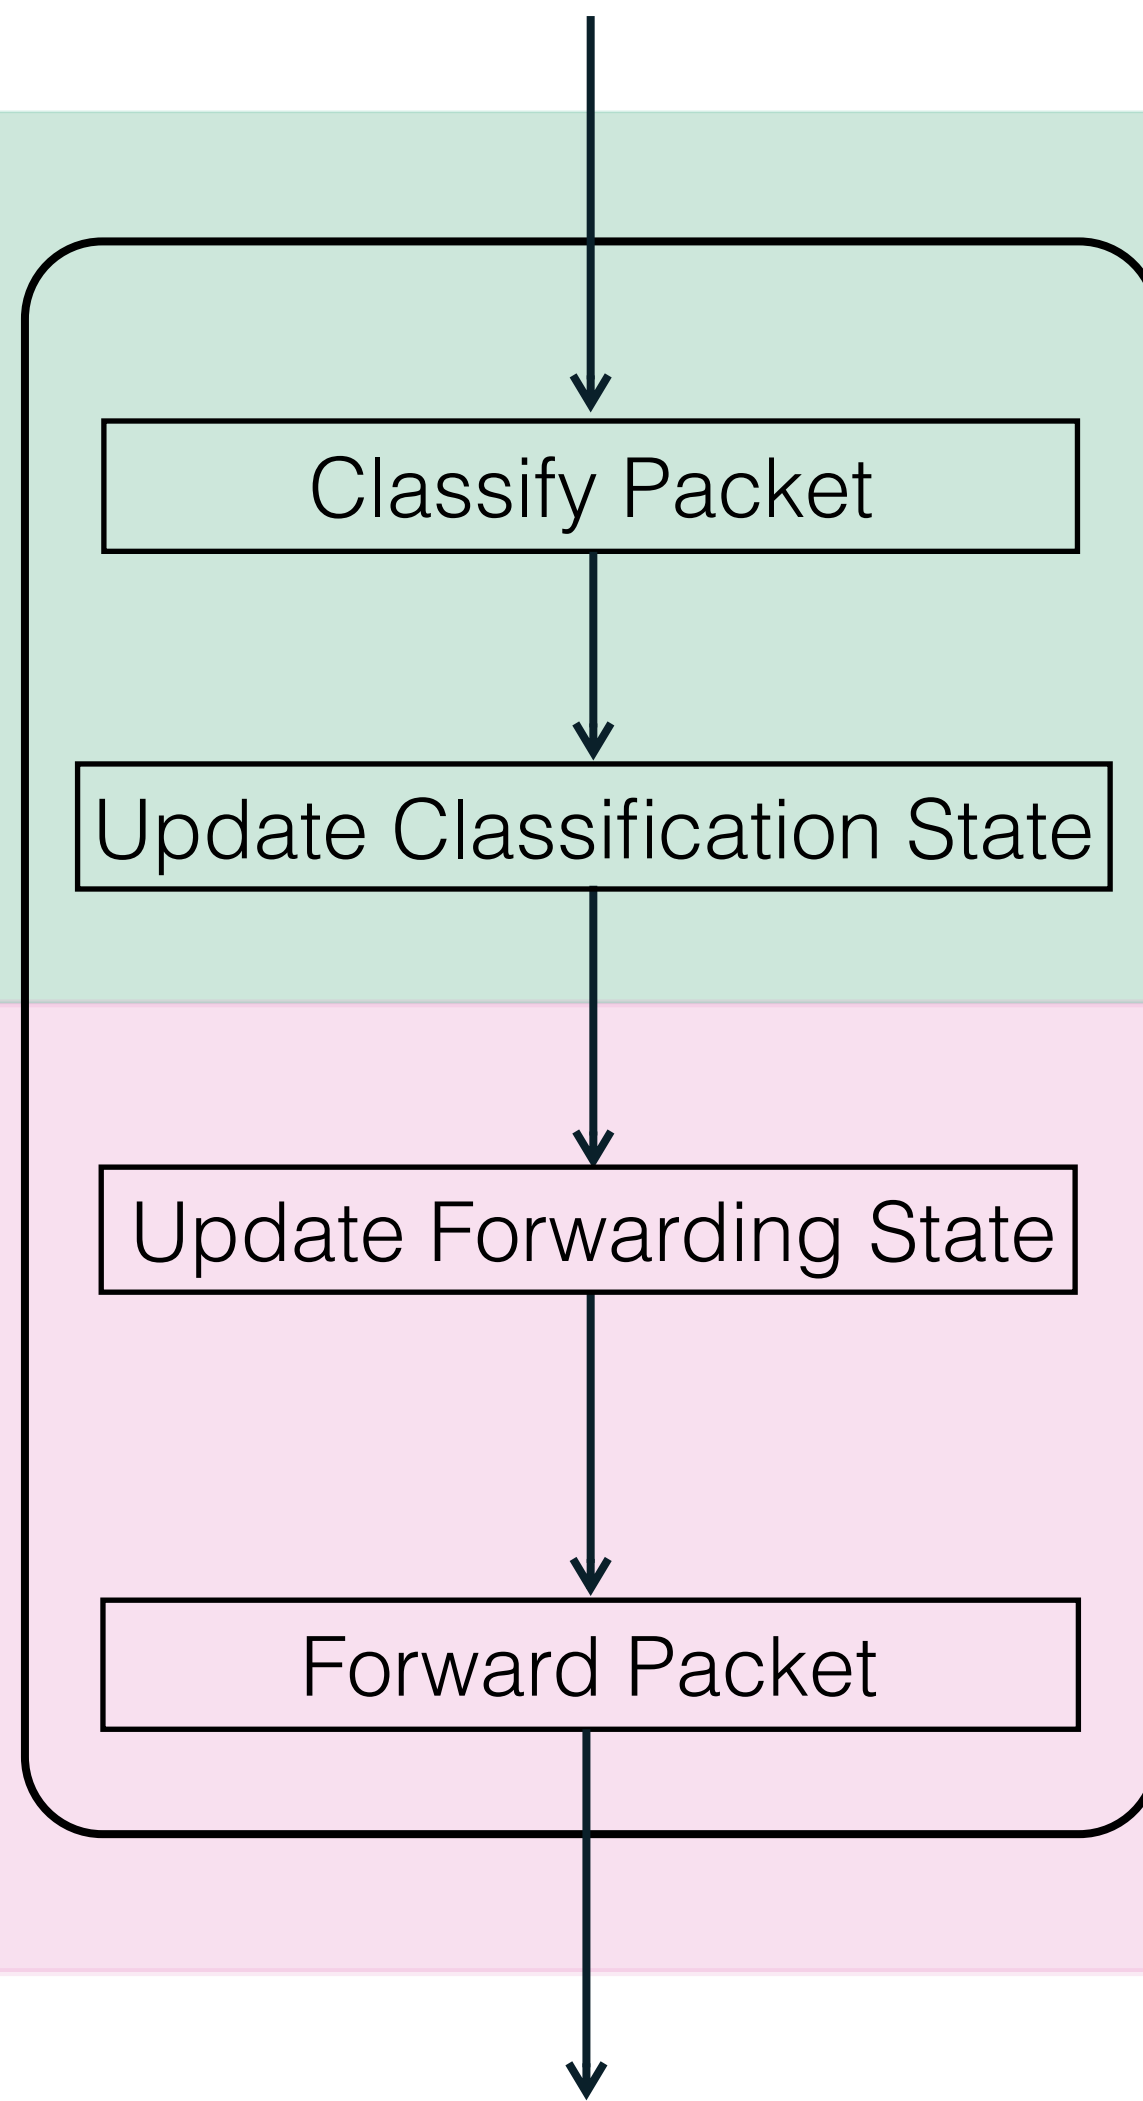 Classify Packet
Update Classification State
Update Forwarding State
Forward Packet